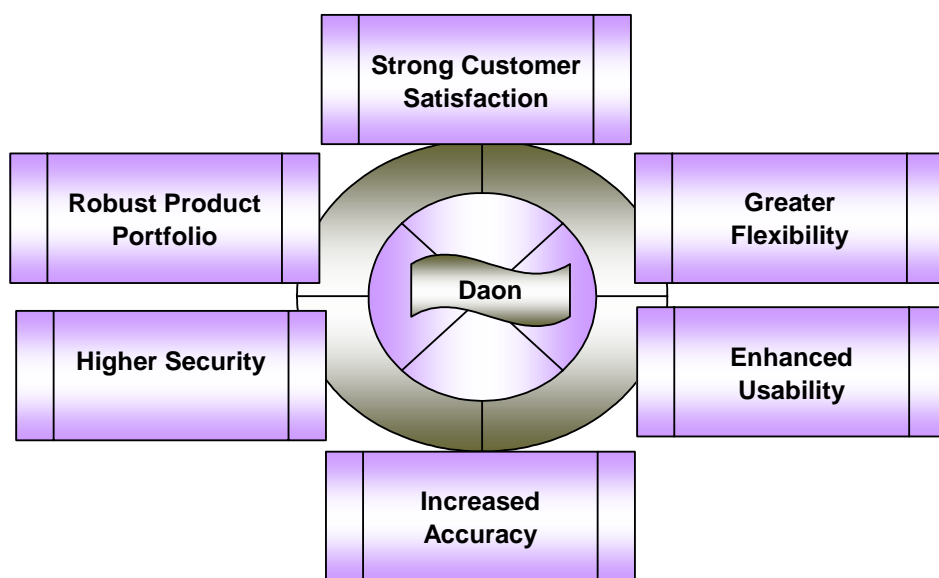 Strong Customer
Satisfaction
Robust Product
Portfolio
Greater
Flexibility
Daon
Higher Security
Enhanced
Usability
Increased
Accuracy